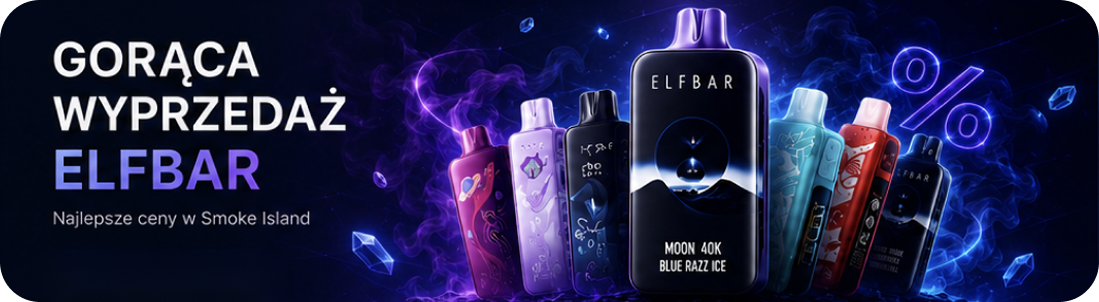 GORĄCA
WYPRZEDAŻ
ELFBAR
Najlepsze ceny w Smoke Island
ELFBAR
MOON 40K
BLUE RAZZ ICE
%
ELFBAR